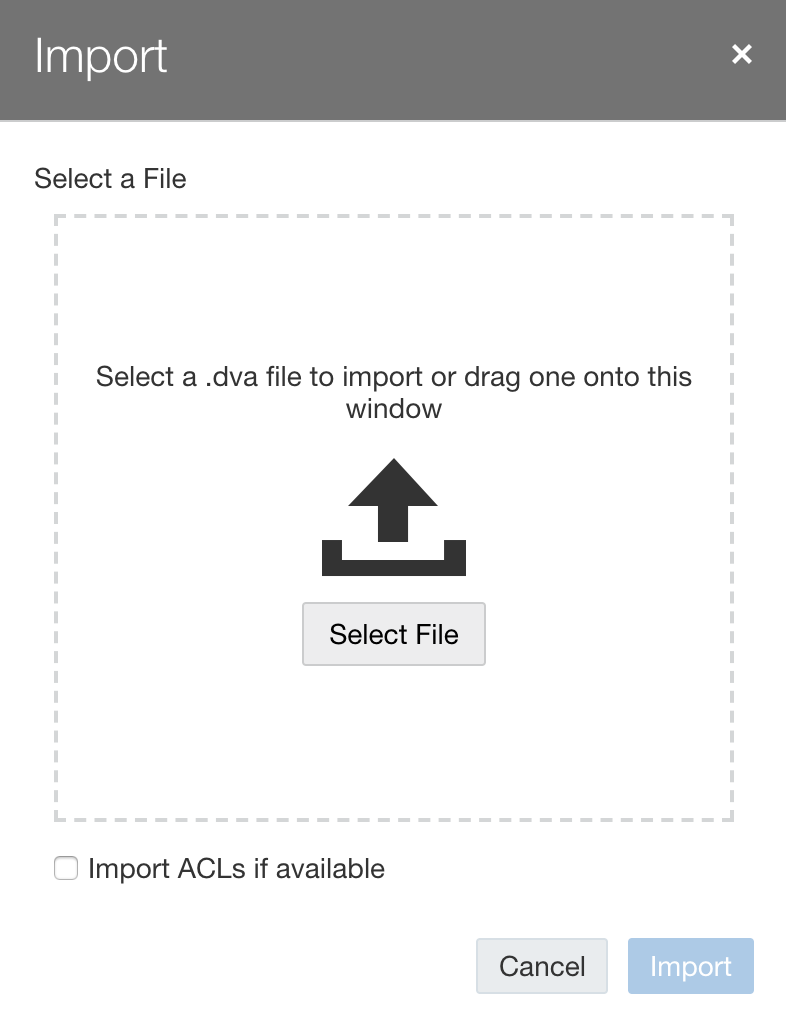 Import
Select a File
Select a .dva file to import or drag one onto this
window
Select File
Import ACLs if available
Cancel
Import